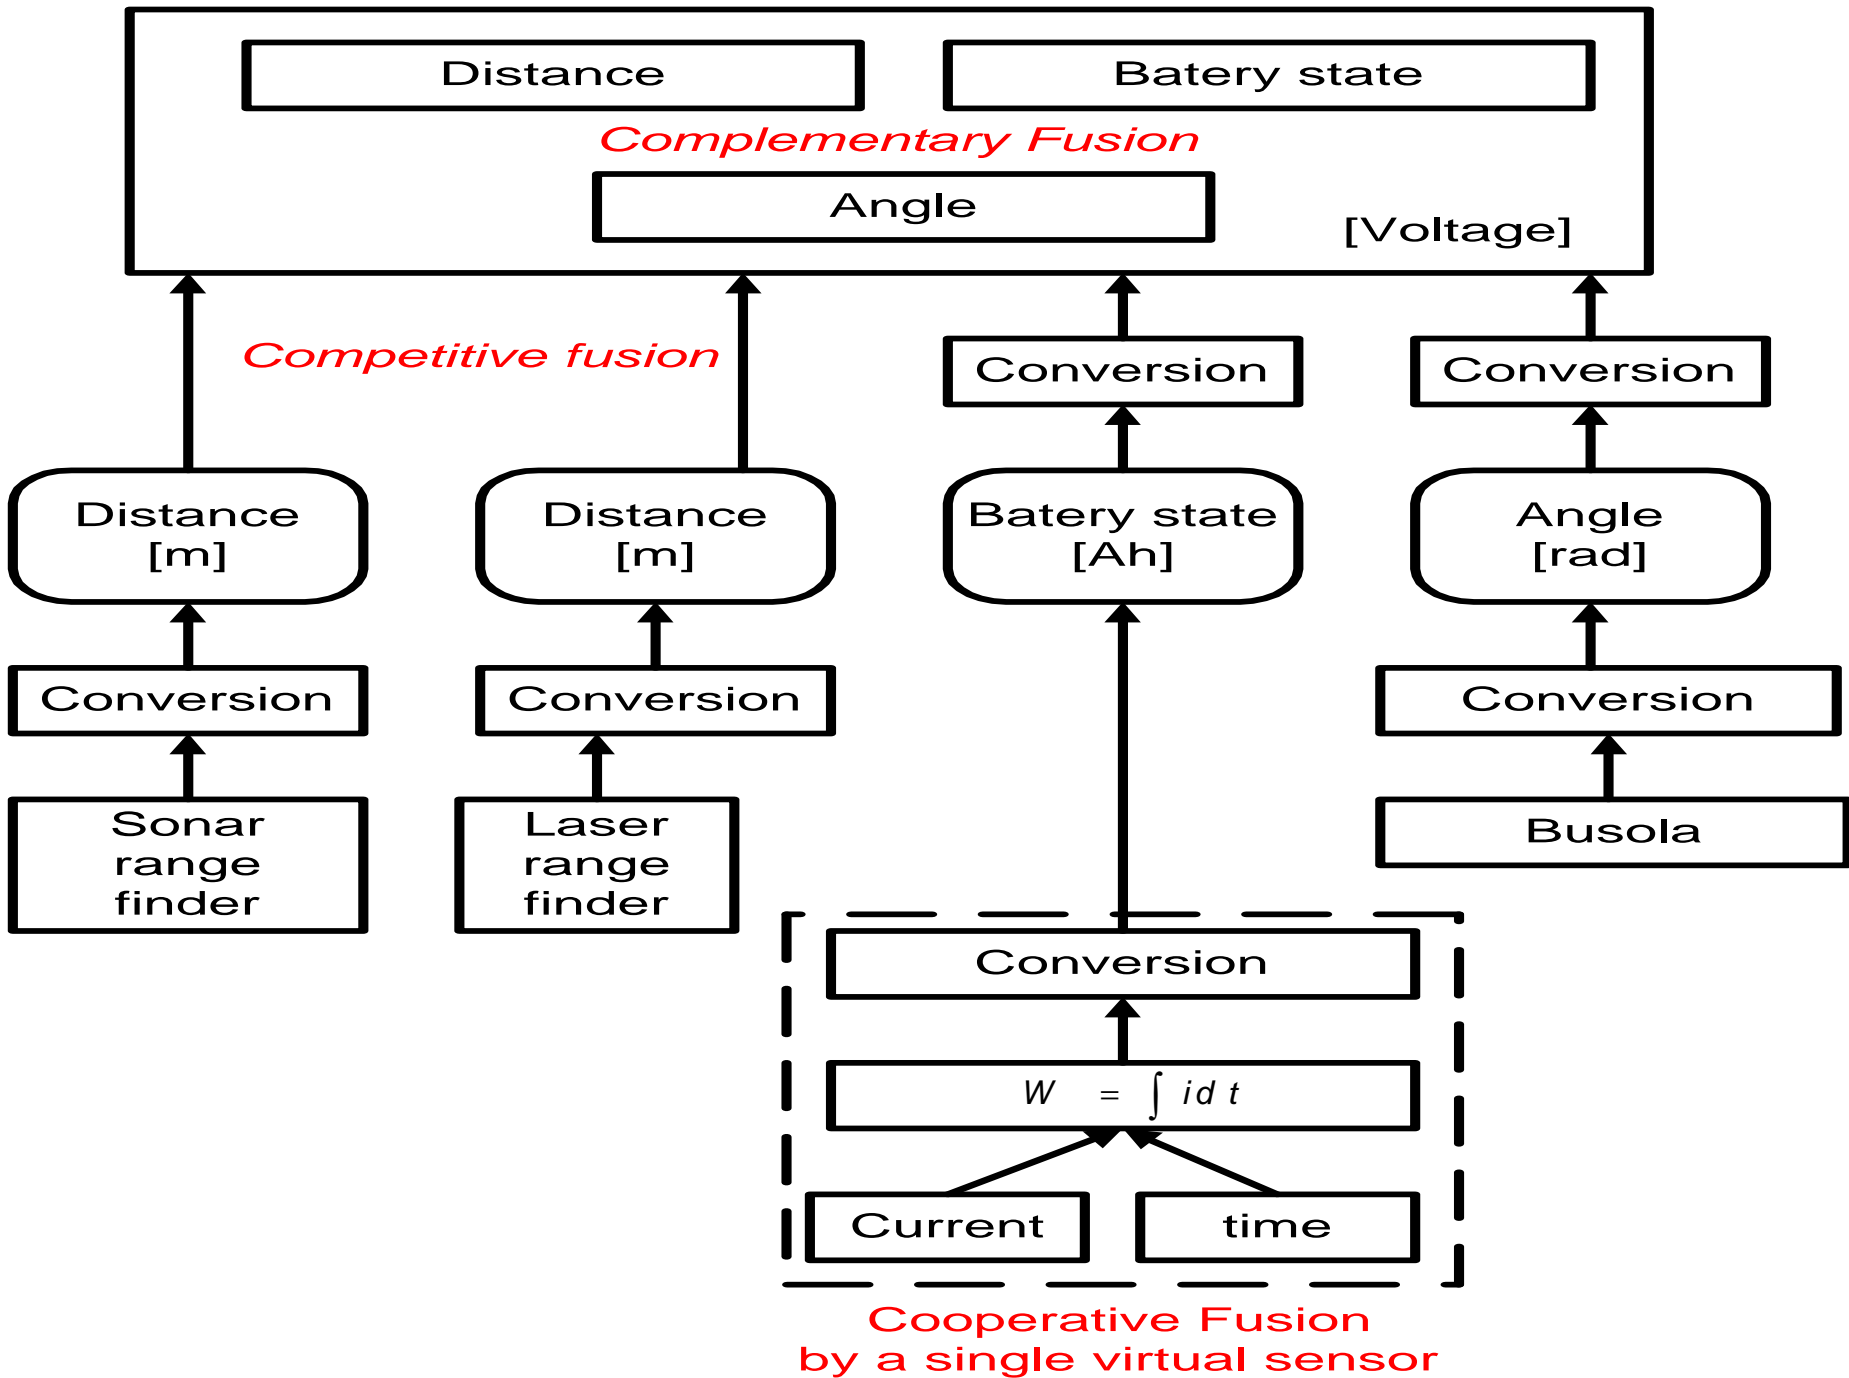 Distance
Batery state
Complementary Fusion
Angle
[Voltage]
Competitive fusion
Conversion
Conversion
Distance
[m]
Distance
[m]
Batery state
[Ah]
Angle
[rad]
Conversion
Conversion
Conversion
Sonar
range
finder
Laser
range
finder
Busola
Conversion
W = ∫ id t
Current
time
Cooperative Fusion
by a single virtual sensor